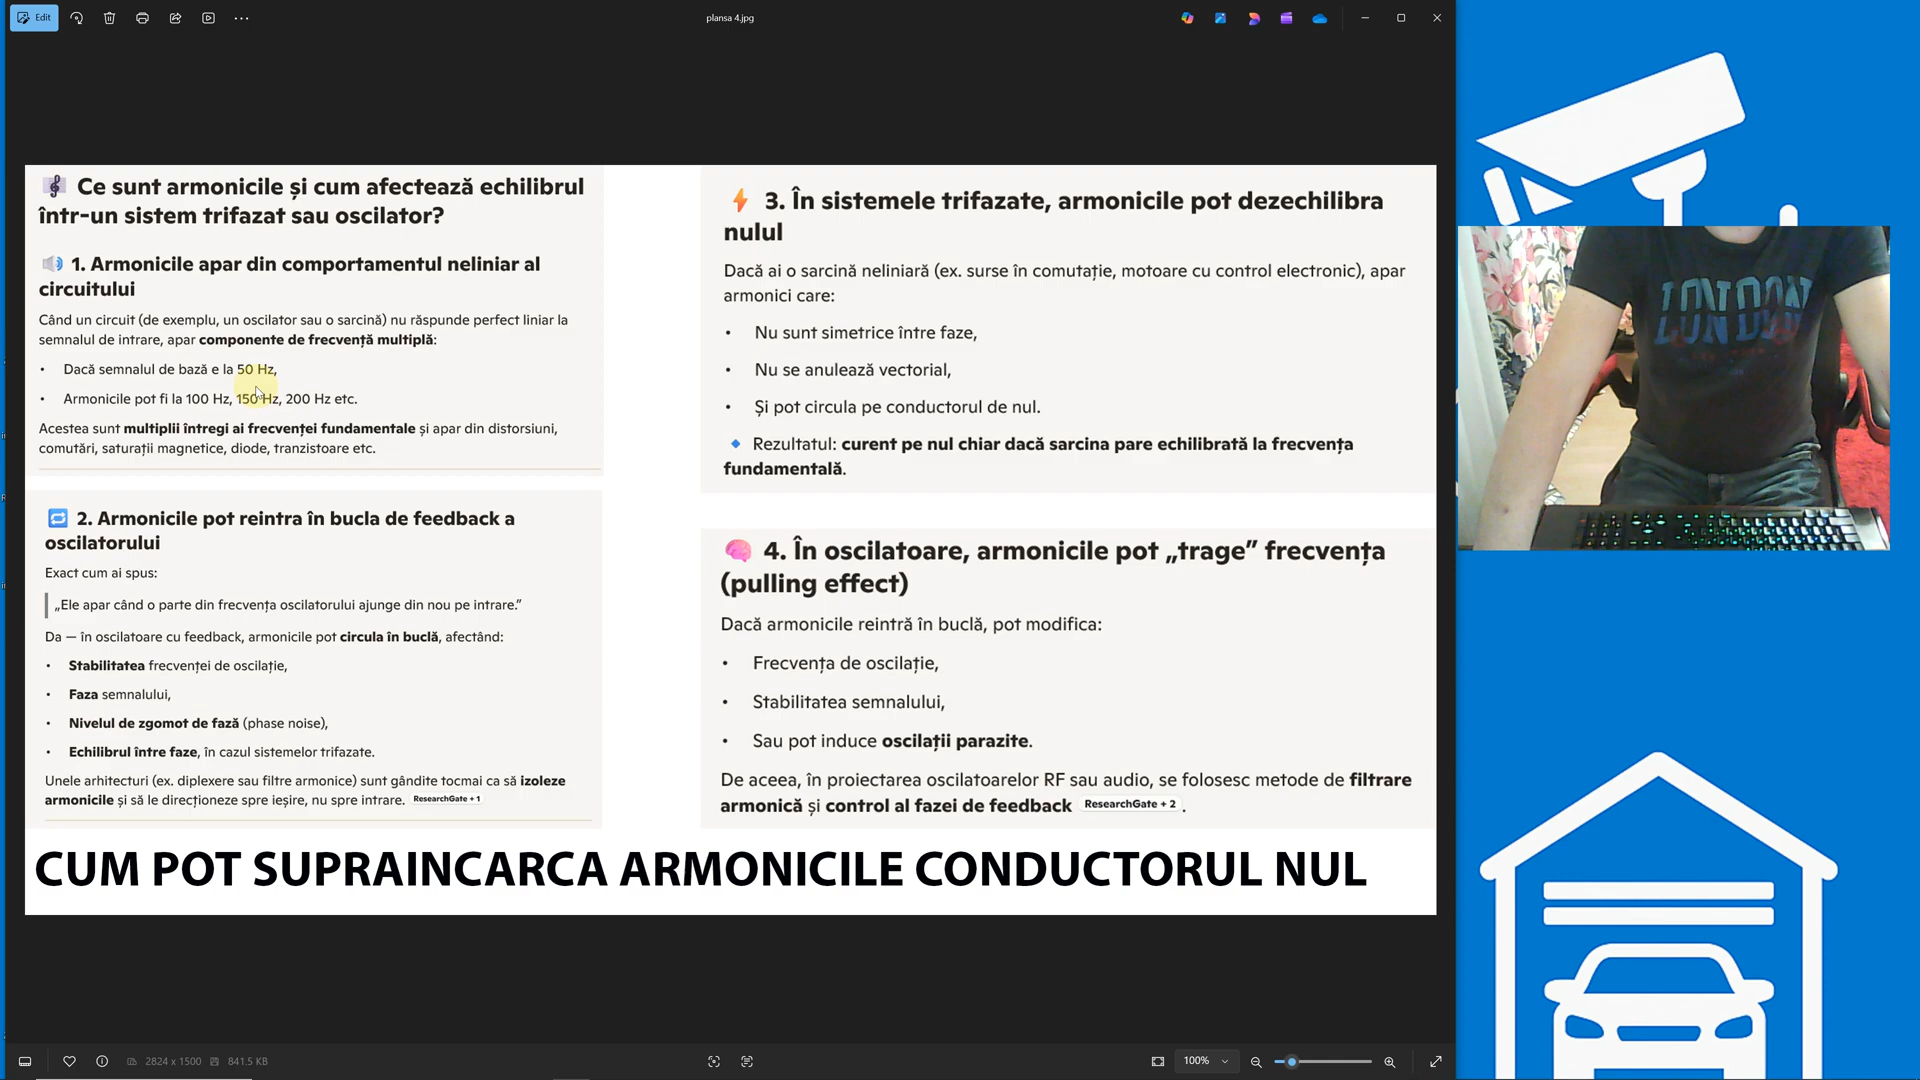 Edit
plansa 4.jpg
Ce sunt armonicile și cum afectează echilibrul
într-un sistem trifazat sau oscilator?
1. Armonicile apar din comportamentul neliniar al
circuitului
Când un circuit (de exemplu, un oscilator sau o sarcină) nu răspunde perfect liniar la
semnalul de intrare, apar componente de frecvență multiplă:
• Dacă semnalul de bază e la 50 Hz,
• Armonicile pot fi la 100 Hz, 150 Hz, 200 Hz etc.
Acestea sunt multiplii întregi ai frecvenței fundamentale și apar din distorsiuni,
comutări, saturații magnetice, diode, tranzistoare etc.
2. Armonicile pot reintra în bucla de feedback a
oscilatorului
Exact cum ai spus:
„Ele apar când o parte din frecvența oscilatorului ajunge din nou pe intrare.”
Da — în oscilatoare cu feedback, armonicile pot circula în buclă, afectând:
• Stabilitatea frecvenței de oscilație,
• Faza semnalului,
• Nivelul de zgomot de fază (phase noise),
• Echilibrul între faze, în cazul sistemelor trifazate.
Unele arhitecturi (ex. diplexere sau filtre armonice) sunt gândite tocmai ca să izoleze
armonicile și să le direcționeze spre ieșire, nu spre intrare. ResearchGate + 1
3. În sistemele trifazate, armonicile pot dezechilibra
nulul
Dacă ai o sarcină neliniară (ex. surse în comutație, motoare cu control electronic), apar
armonici care:
• Nu sunt simetrice între faze,
• Nu se anulează vectorial,
• Și pot circula pe conductorul de nul.
Rezultatul: curent pe nul chiar dacă sarcina pare echilibrată la frecvența
fundamentală.
4. În oscilatoare, armonicile pot „trage” frecvența
(pulling effect)
Dacă armonicile reintră în buclă, pot modifica:
• Frecvența de oscilație,
• Stabilitatea semnalului,
• Sau pot induce oscilații parazite.
De aceea, în proiectarea oscilatoarelor RF sau audio, se folosesc metode de filtrare
armonică și control al fazei de feedback ResearchGate + 2 .
CUM POT SUPRAINCARCA ARMONICILE CONDUCTORUL NUL
LONDON
2824 x 1500
841.5 KB
100%